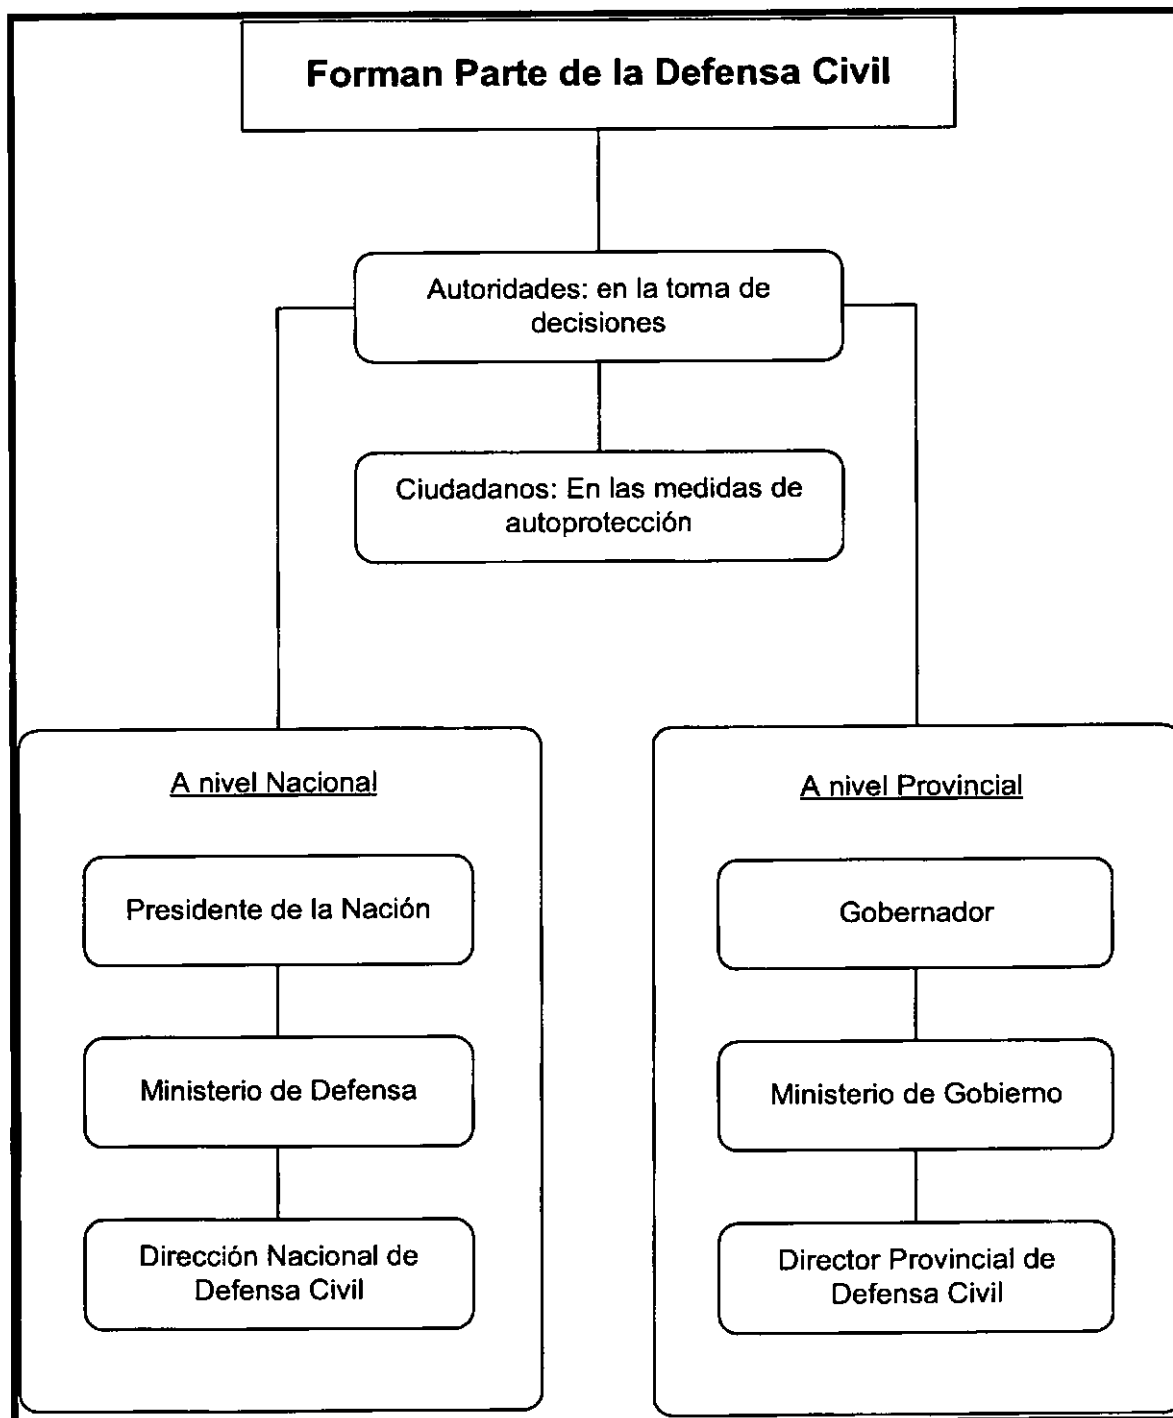 Forman Parte de la Defensa Civil
Autoridades: en la toma de
decisiones
Ciudadanos: En las medidas de
autoprotección
A nivel Nacional
Presidente de la Nación
Ministerio de Defensa
Dirección Nacional de
Defensa Civil
A nivel Provincial
Gobernador
Ministerio de Gobierno
Director Provincial de
Defensa Civil